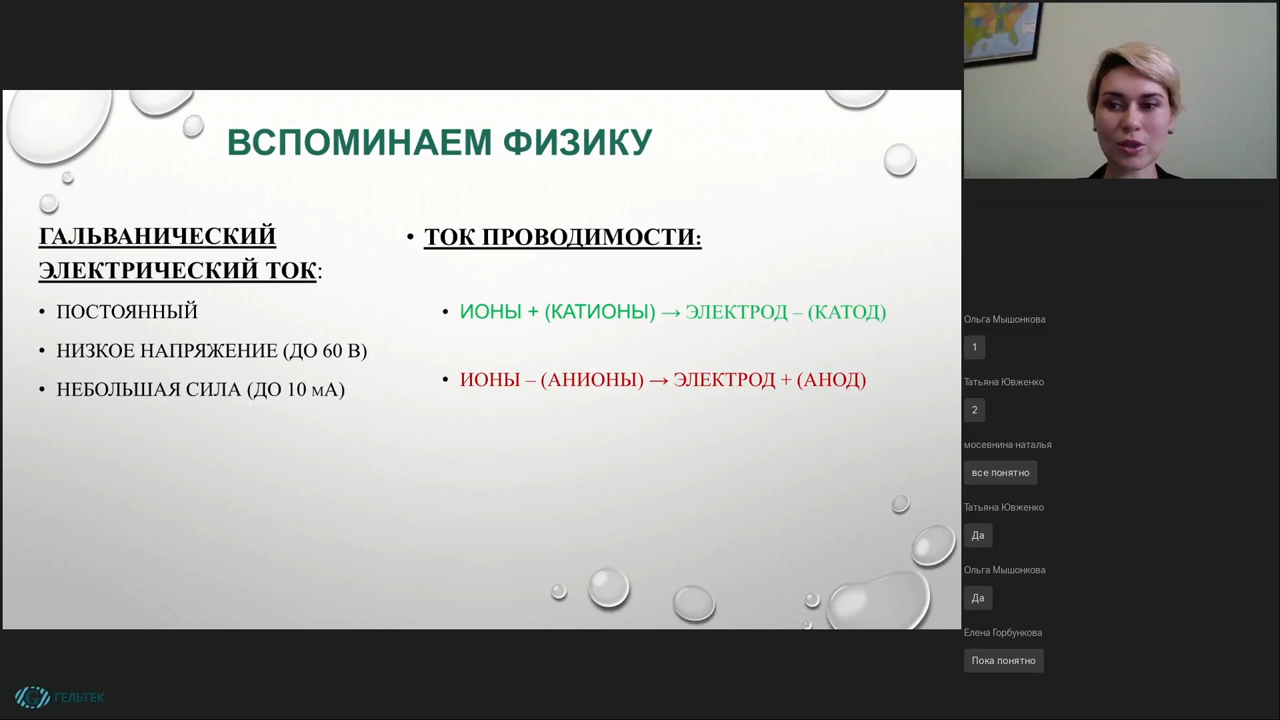 ВСПОМИНАЕМ ФИЗИКУ
ГАЛЬВАНИЧЕСКИЙ
ЭЛЕКТРИЧЕСКИЙ ТОК:
• ПОСТОЯННЫЙ
• НИЗКОЕ НАПРЯЖЕНИЕ (ДО 60 В)
• НЕБОЛЬШАЯ СИЛА (ДО 10 мА)
• ТОК ПРОВОДИМОСТИ:
• ИОНЫ + (КАТИОНЫ) → ЭЛЕКТРОД – (КАТОД)
• ИОНЫ – (АНИОНЫ) → ЭЛЕКТРОД + (АНОД)
Ольга Мышонкова
1
Татьяна Ювженко
2
мосевнина наталья
все понятно
Татьяна Ювженко
Да
Ольга Мышонкова
Да
Елена Горбункова
Пока понятно
ГЕЛЬТЕК